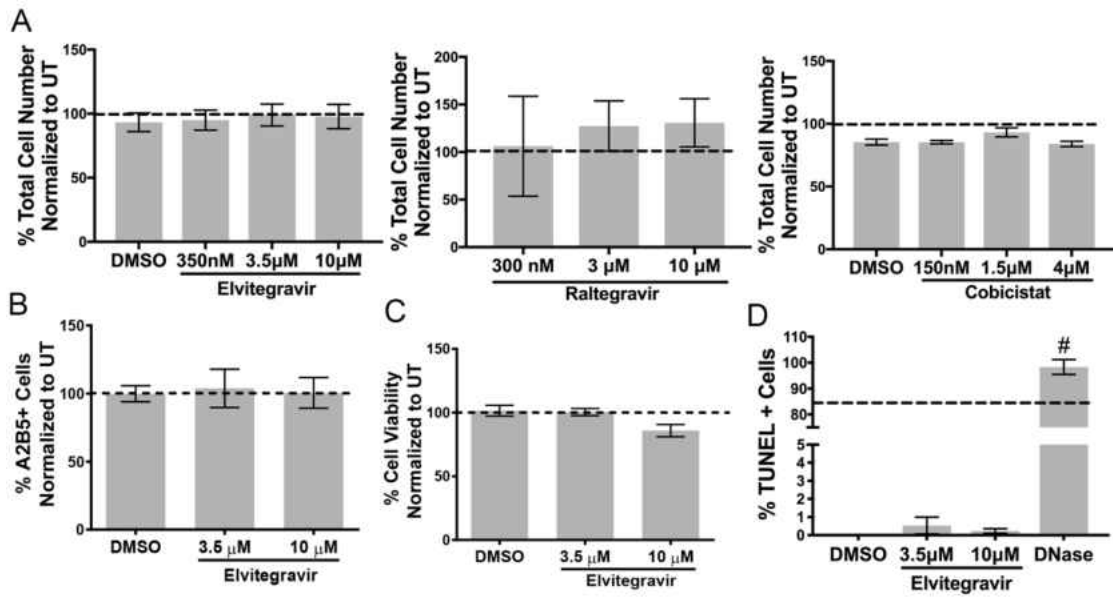 A
% Total Cell Number
Normalized to UT
150
100
50
0
DMSO 350nM 3.5µM 10µM
Elvitegravir
% Total Cell Number
Normalized to UT
200
150
100
50
0
300 nM 3 µM 10 µM
Raltegravir
% Total Cell Number
Normalized to UT
150
100
50
0
DMSO 150nM 1.5µM 4µM
Cobicistat
B
% A2B5+ Cells
Normalized to UT
150
100
50
0
DMSO 3.5 µM 10 µM
Elvitegravir
C
% Cell Viability
Normalized to UT
150
100
50
0
DMSO 3.5 µM 10 µM
Elvitegravir
D
% TUNEL + Cells
110
100
90
80
5
4
3
2
1
0
#
DMSO 3.5µM 10µM DNase
Elvitegravir